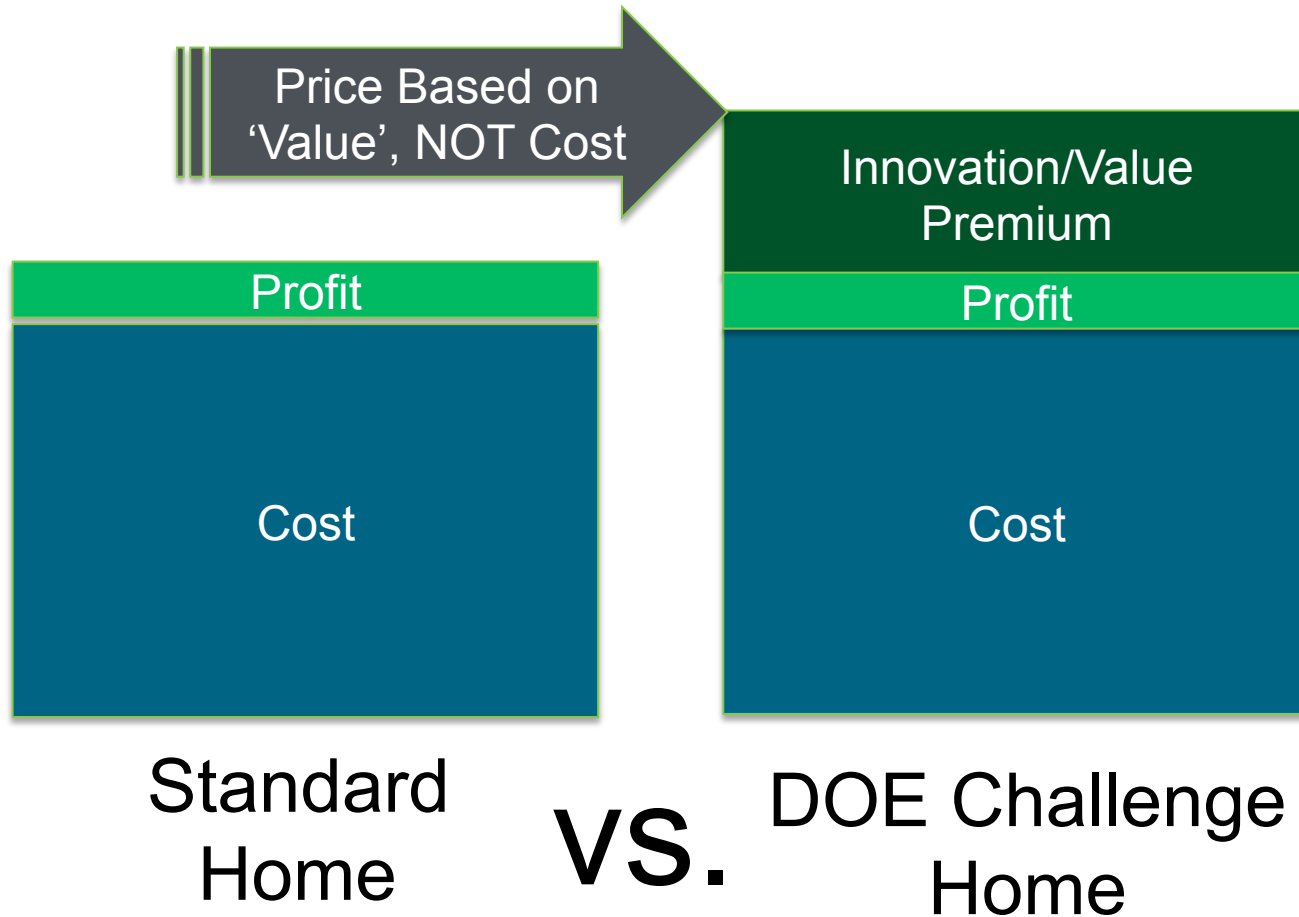 Price Based on
‘Value’, NOT Cost
Innovation/Value
Premium
Profit
Profit
Cost
Cost
Standard
Home
vs.
DOE Challenge
Home